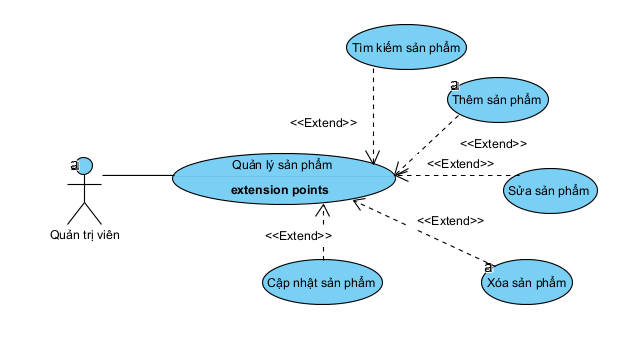 Tìm kiếm sản phẩm
a
Thêm sản phẩm
<<Extend>>
<<Extend>>
<<Extend>>
a
Quản lý sản phẩm
extension points
Sửa sản phẩm
Quản trị viên
<<Extend>>
<<Extend>>
a
Cập nhật sản phẩm
Xóa sản phẩm